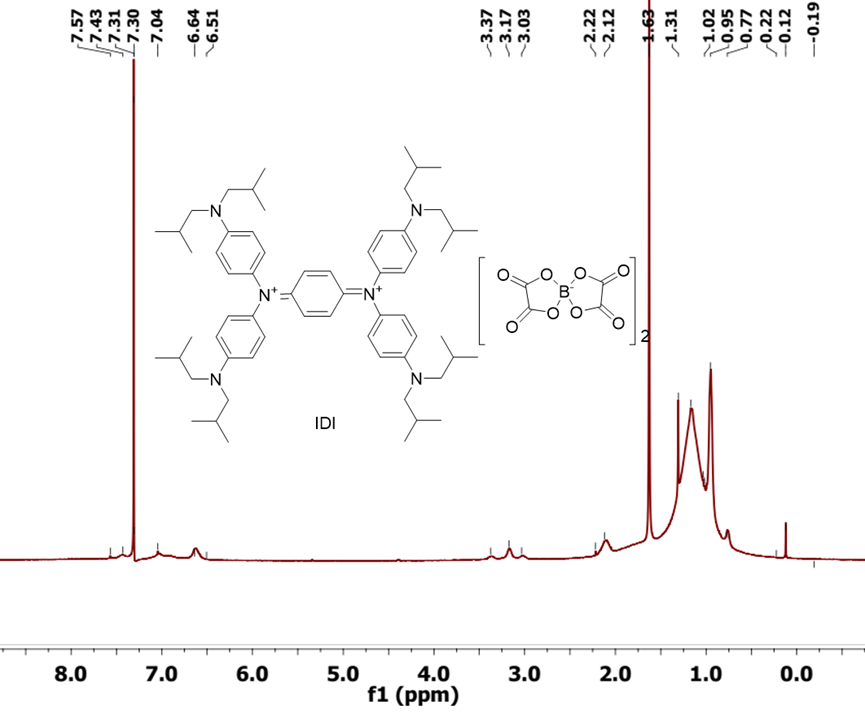 7.57 7.43 7.31 7.30 7.04 6.64 6.51 3.37 3.17 3.03 2.22 2.12 1.63 1.31 1.02 0.95 0.77 0.22 0.12 -0.19
N N
N+ N+
N N
O O O O
B-
O O O O
2
IDI
8.0 7.0 6.0 5.0 4.0 3.0 2.0 1.0 0.0
f1 (ppm)